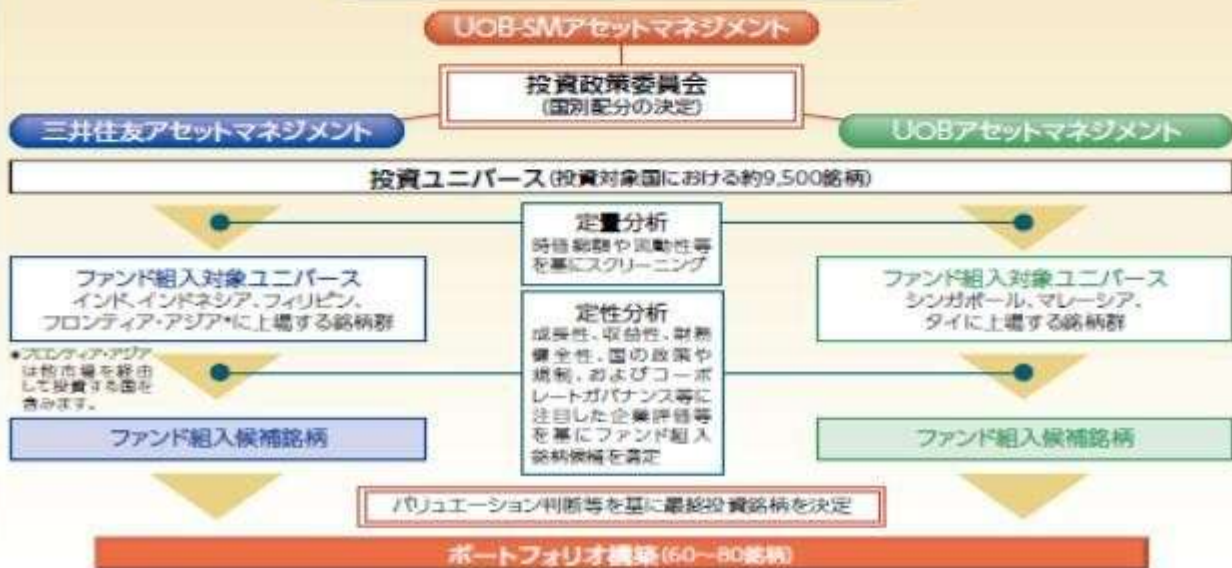 UOB-SMアセットマネジメント
投資政策委員会
(国別配分の決定)
三井住友アセットマネジメント
UOBアセットマネジメント
投資ユニバース(投資対象国における約9,500銘柄)
定量分析
時価総額や流動性等
を基にスクリーニング
ファンド組入対象ユニバース
インド、インドネシア、フィリピン、
フロンティア・アジア*に上場する銘柄群
ファンド組入対象ユニバース
シンガポール、マレーシア、
タイに上場する銘柄群
*フロンティア・アジア
は他市場を経由
して投資する国を
含みます。
定性分析
成長性、収益性、財務
健全性、国の政策や
規制、およびコーポ
レートガバナンス等に
注目した企業評価等
を基にファンド組入
銘柄候補を選定
ファンド組入候補銘柄
ファンド組入候補銘柄
バリュエーション判断等を基に最終投資銘柄を決定
ポートフォリオ構築(60〜80銘柄)